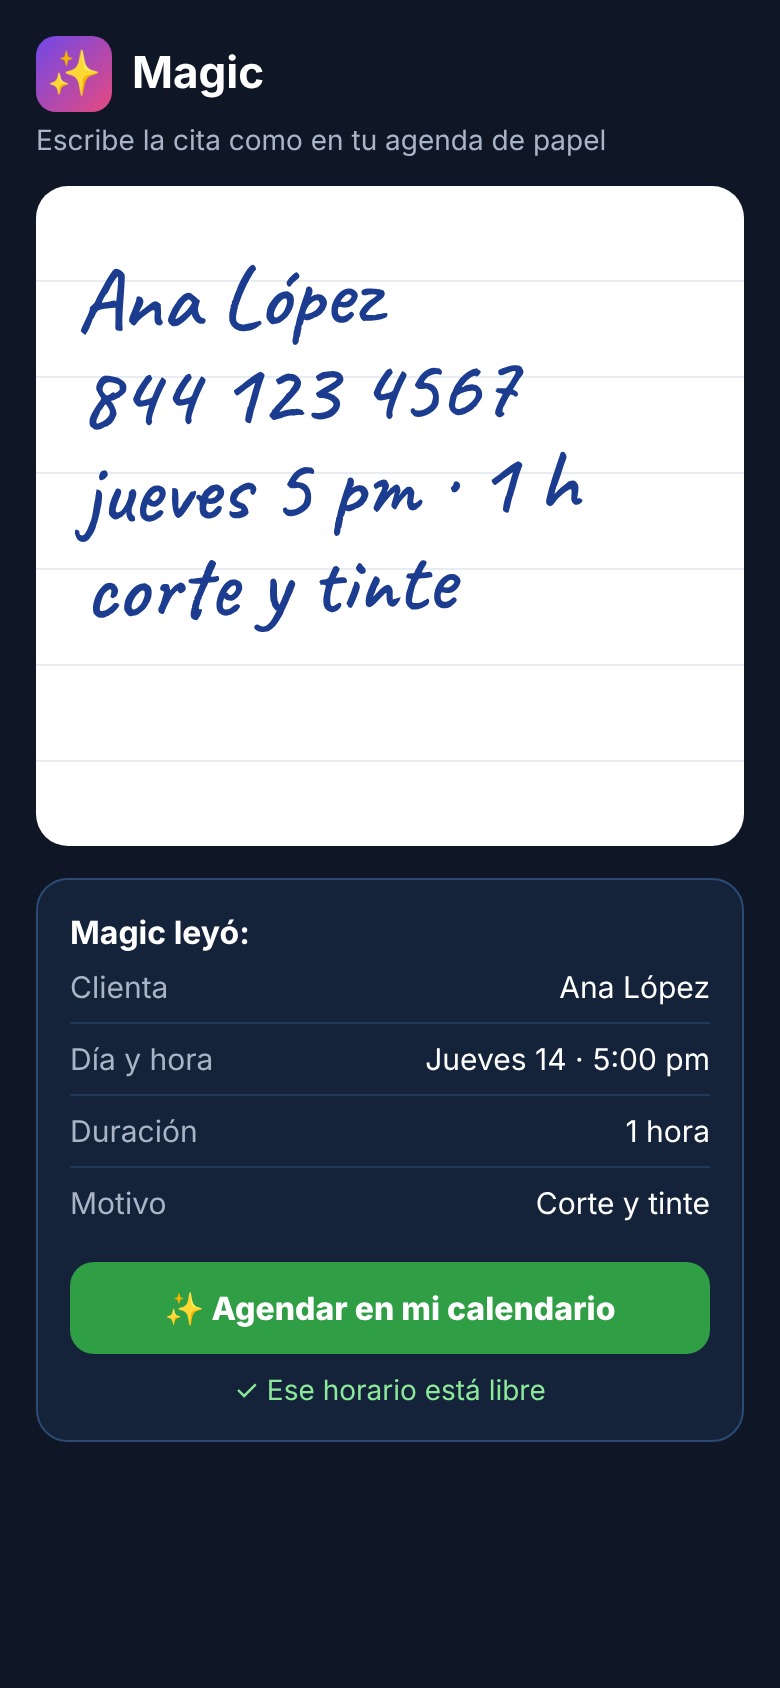 ✨ Magic
Escribe la cita como en tu agenda de papel
Ana López
844 123 4567
jueves 5 pm · 1 h
corte y tinte
Magic leyó:
Clienta Ana López
Día y hora Jueves 14 · 5:00 pm
Duración 1 hora
Motivo Corte y tinte
✨ Agendar en mi calendario
✓ Ese horario está libre